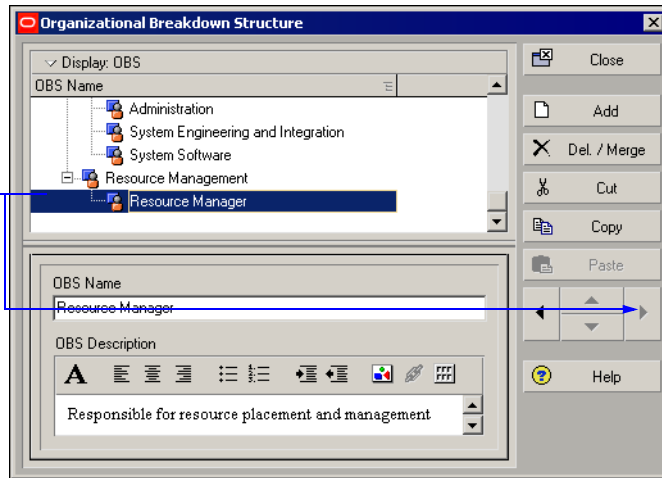 Organizational Breakdown Structure
Display: OBS
OBS Name
Administration
System Engineering and Integration
System Software
Resource Management
Resource Manager
OBS Name
Resource Manager
OBS Description
A
Responsible for resource placement and management
Close
Add
Del. / Merge
Cut
Copy
Paste
Help